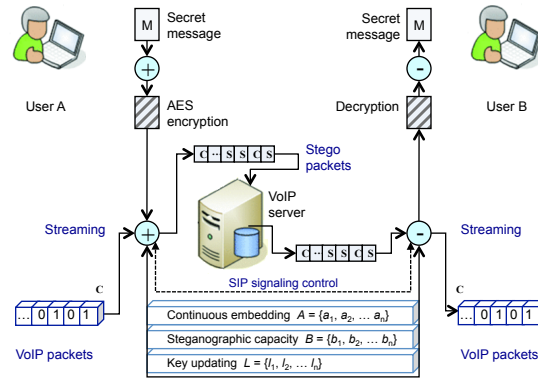 M
Secret
message
Secret
message
M
+
-
User A
AES
encryption
Decryption
User B
C ·· S S C S
Stego
packets
VoIP
server
Streaming
+
-
Streaming
C ·· S S C S
SIP signaling control
C
C
... 0 1 0 1
Continuous embedding A = {a1, a2, … an}
... 0 1 0 1
Steganographic capacity B = {b1, b2, … bn}
VoIP packets
Key updating L = {l1, l2, … ln}
VoIP packets